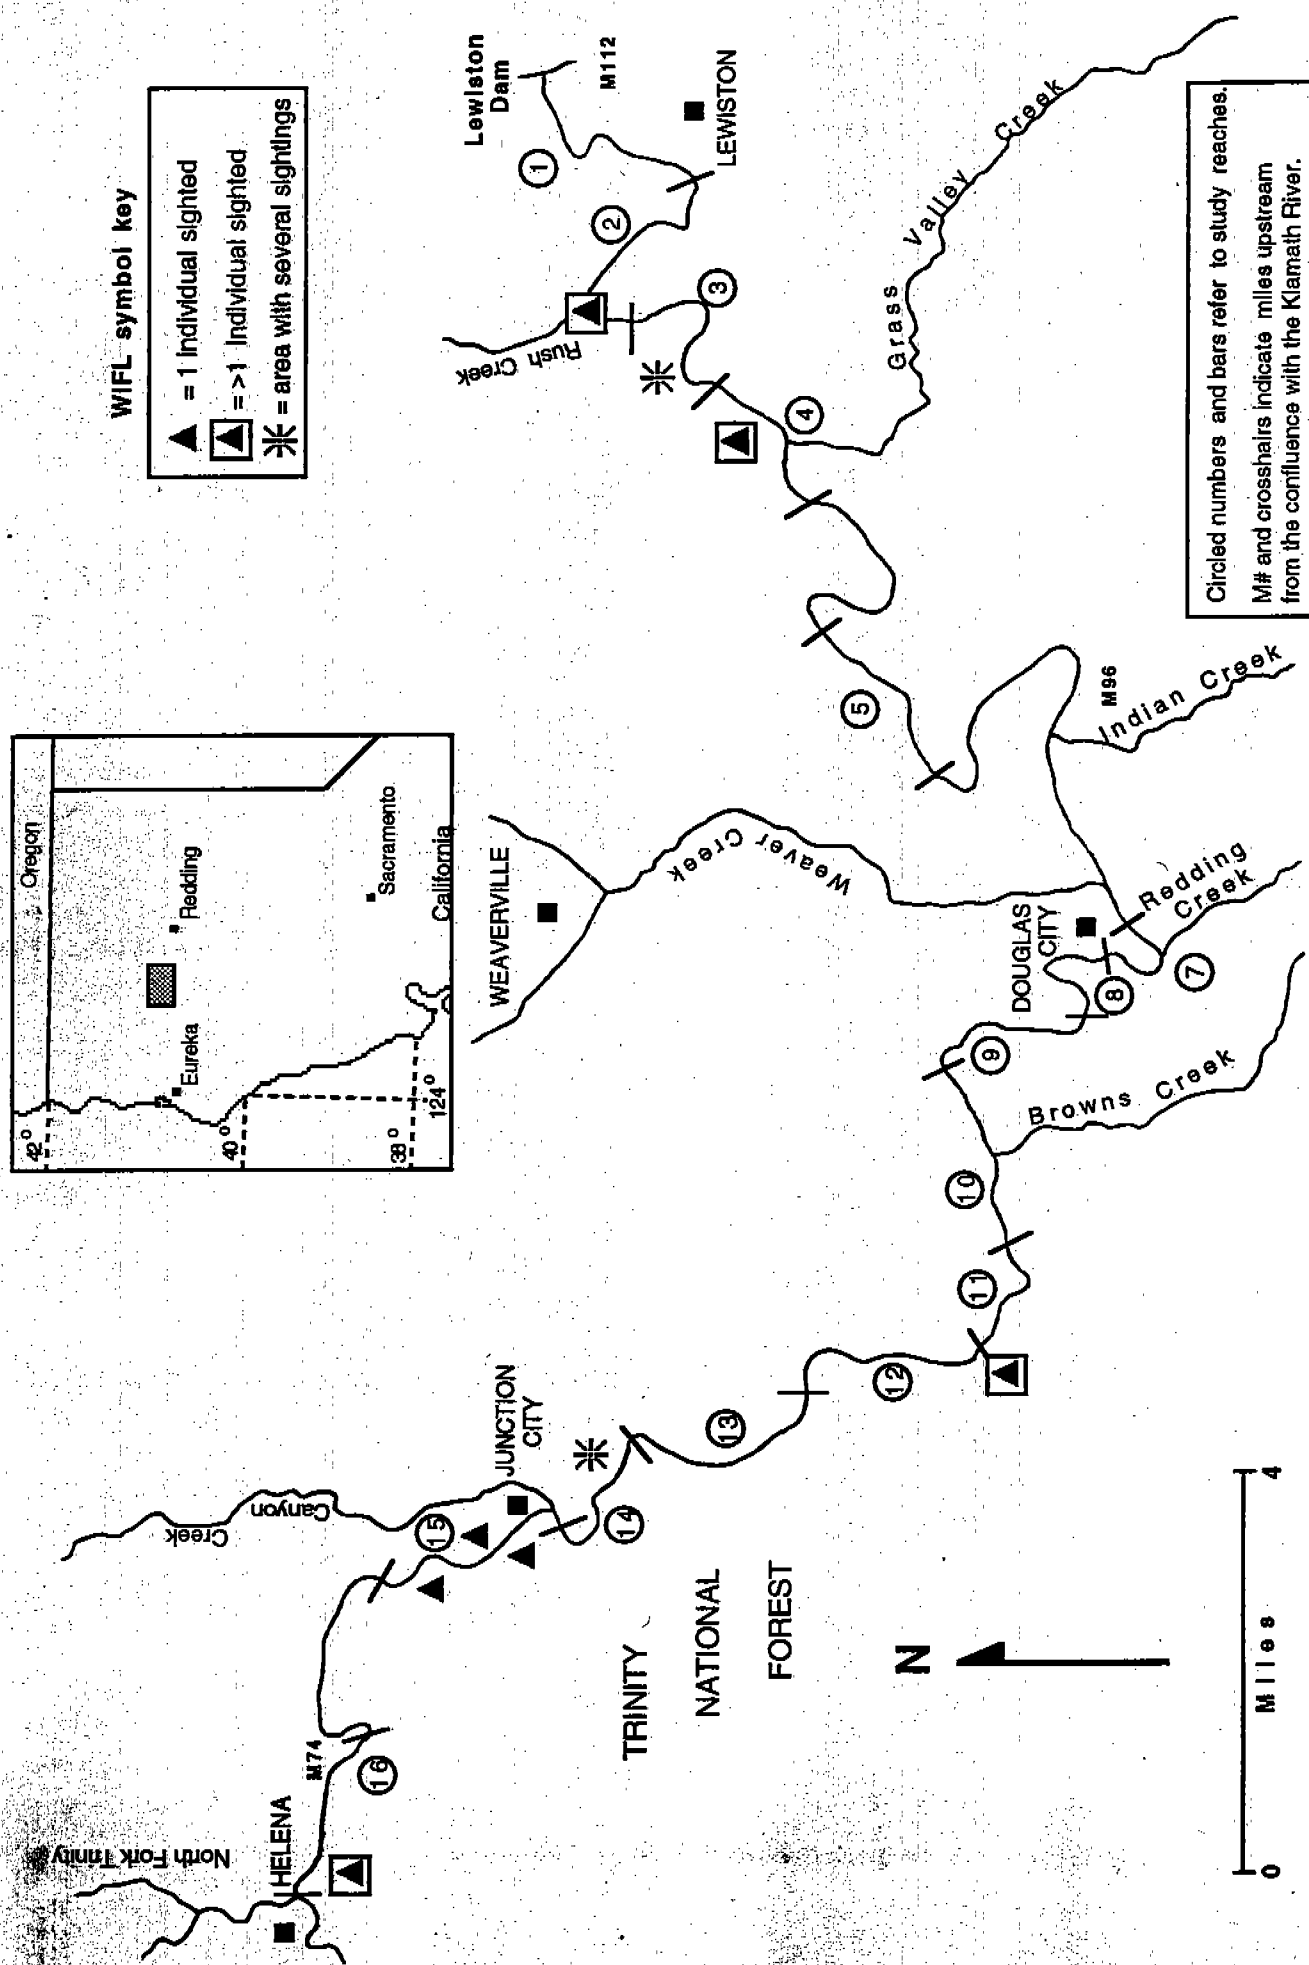 WIFL symbol key
= 1 individual sighted
= >1 individual sighted
= area with several sightings
Oregon
42°
Eureka
Redding
40°
Sacramento
38°
124°
California
Lewiston
Dam
M112
LEWISTON
1
2
Rush Creek
3
4
Grass Valley Creek
5
M96
Indian Creek
WEAVERVILLE
Weaver Creek
DOUGLAS
CITY
Redding
Creek
7
8
9
Browns Creek
10
11
12
13
14
JUNCTION
CITY
Canyon
Creek
15
M74
16
HELENA
North Fork Trinity
TRINITY
NATIONAL
FOREST
N
0
4
Miles
Circled numbers and bars refer to study reaches.
M# and crosshairs indicate miles upstream
from the confluence with the Klamath River.